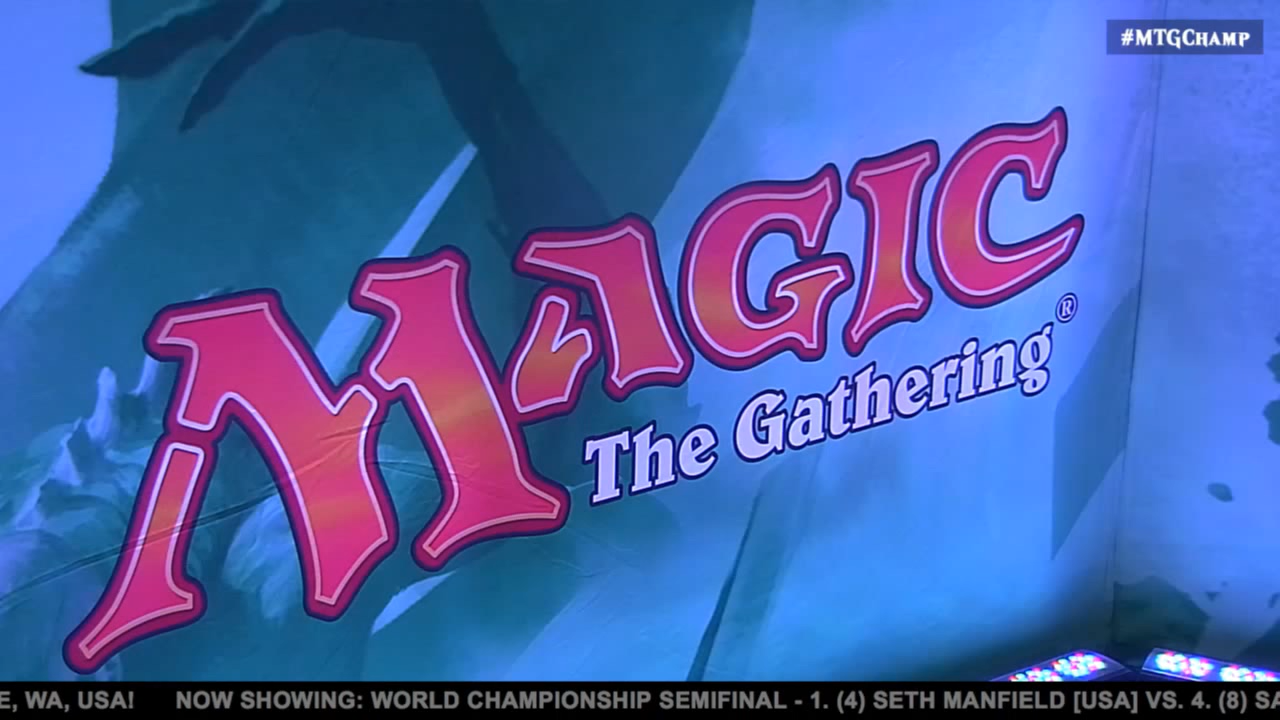 #MTGCHAMP
MAGIC
The Gathering®
E, WA, USA! NOW SHOWING: WORLD CHAMPIONSHIP SEMIFINAL - 1. (4) SETH MANFIELD [USA] VS. 4. (8) SA